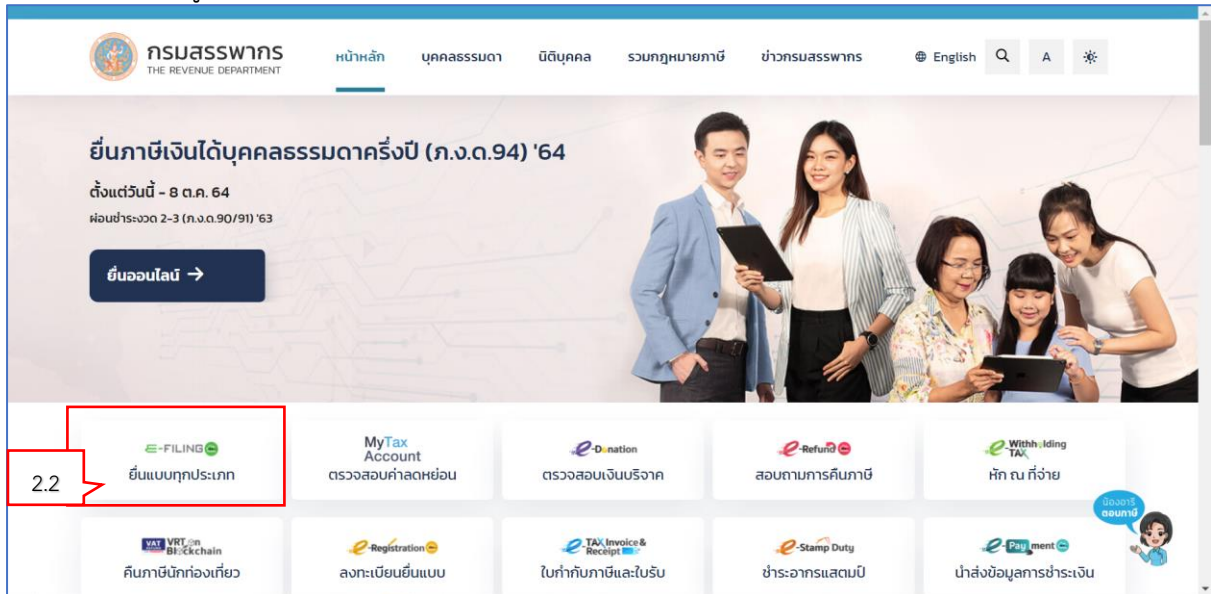 กรมสรรพากร
THE REVENUE DEPARTMENT
หน้าหลัก บุคคลธรรมดา นิติบุคคล รวมกฎหมายภาษี ข่าวกรมสรรพากร English A
ยื่นภาษีเงินได้บุคคลธรรมดาครึ่งปี (ภ.ง.ด.94) '64
ตั้งแต่วันนี้ - 8 ต.ค. 64
ผ่อนชำระงวด 2-3 (ภ.ง.ด.90/91) '63
ยื่นออนไลน์ →
2.2
E-FILING
ยื่นแบบทุกประเภท
MyTax
Account
ตรวจสอบค่าลดหย่อน
e-Donation
ตรวจสอบเงินบริจาค
e-Refund
สอบถามการคืนภาษี
e-Withholding
TAX
หัก ณ ที่จ่าย
น้องอารี
ตอบภาษี
VAT VRT on
Blockchain
คืนภาษีนักท่องเที่ยว
e-Registration
ลงทะเบียนยื่นแบบ
e-TAX Invoice &
Receipt
ใบกำกับภาษีและใบรับ
e-Stamp Duty
ชำระอากรแสตมป์
e-Payment
นำส่งข้อมูลการชำระเงิน